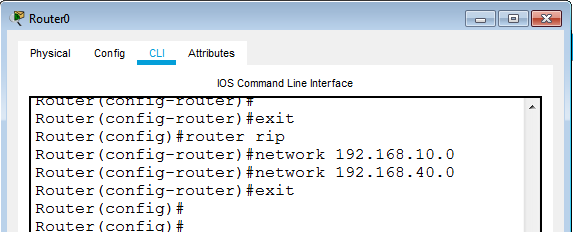 Router0
Physical Config CLI Attributes
IOS Command Line Interface
Router(config-router)#
Router(config-router)#exit
Router(config)#router rip
Router(config-router)#network 192.168.10.0
Router(config-router)#network 192.168.40.0
Router(config-router)#exit
Router(config)#
Router(config)#